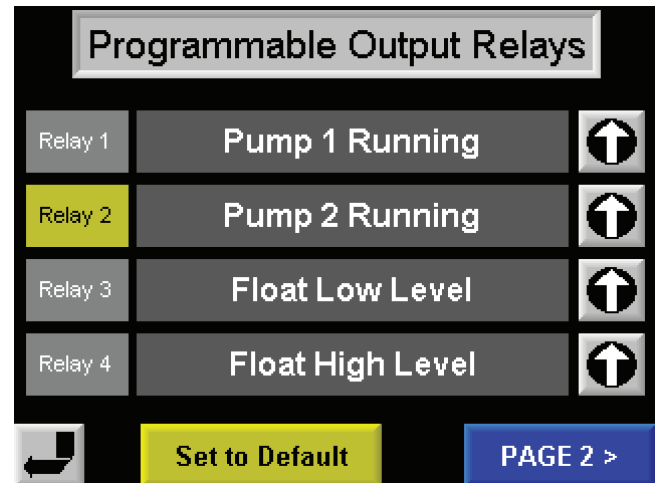 Programmable Output Relays
Relay 1 Pump 1 Running
Relay 2 Pump 2 Running
Relay 3 Float Low Level
Relay 4 Float High Level
Set to Default PAGE 2 >